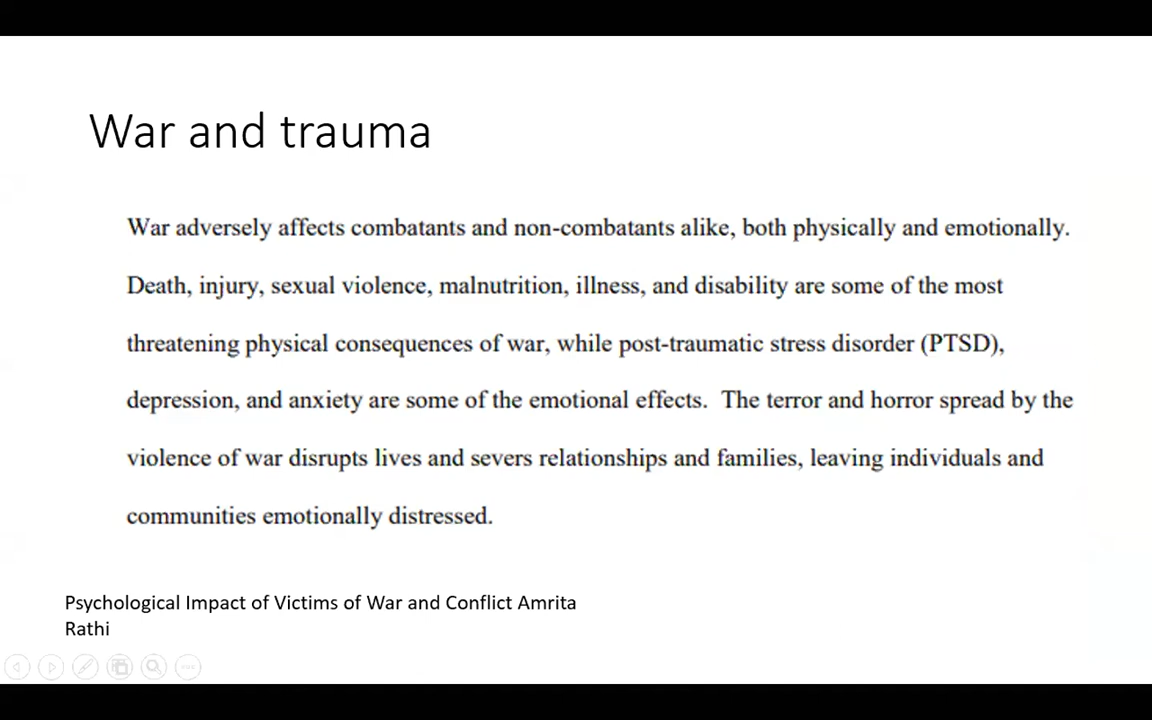 War and trauma
War adversely affects combatants and non-combatants alike, both physically and emotionally.
Death, injury, sexual violence, malnutrition, illness, and disability are some of the most
threatening physical consequences of war, while post-traumatic stress disorder (PTSD),
depression, and anxiety are some of the emotional effects.  The terror and horror spread by the
violence of war disrupts lives and severs relationships and families, leaving individuals and
communities emotionally distressed.
Psychological Impact of Victims of War and Conflict Amrita
Rathi